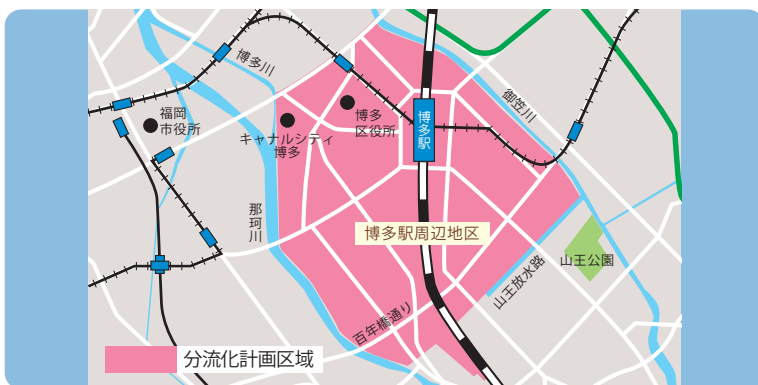 博多川
御笠川
福岡
市役所
博多
区役所
博多駅
キャナルシティ
博多
那珂川
博多駅周辺地区
山王公園
山王放水路
百年橋通り
分流化計画区域